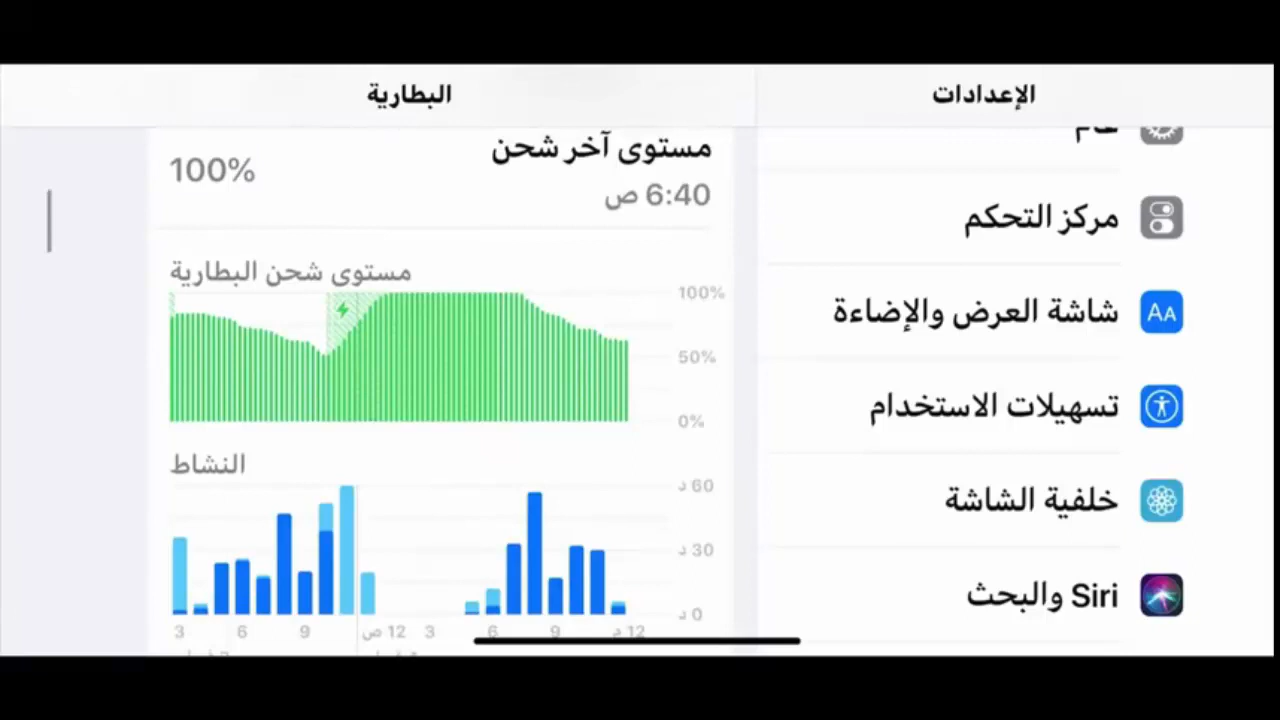 الإعدادات
عام
مركز التحكم
شاشة العرض والإضاءة
تسهيلات الاستخدام
خلفية الشاشة
Siri والبحث
البطارية
مستوى آخر شحن
6:40 ص
100%
مستوى شحن البطارية
100%
50%
0%
النشاط
60 د
30 د
0 د
3 6 9 12 ص 3 6 9 12 د